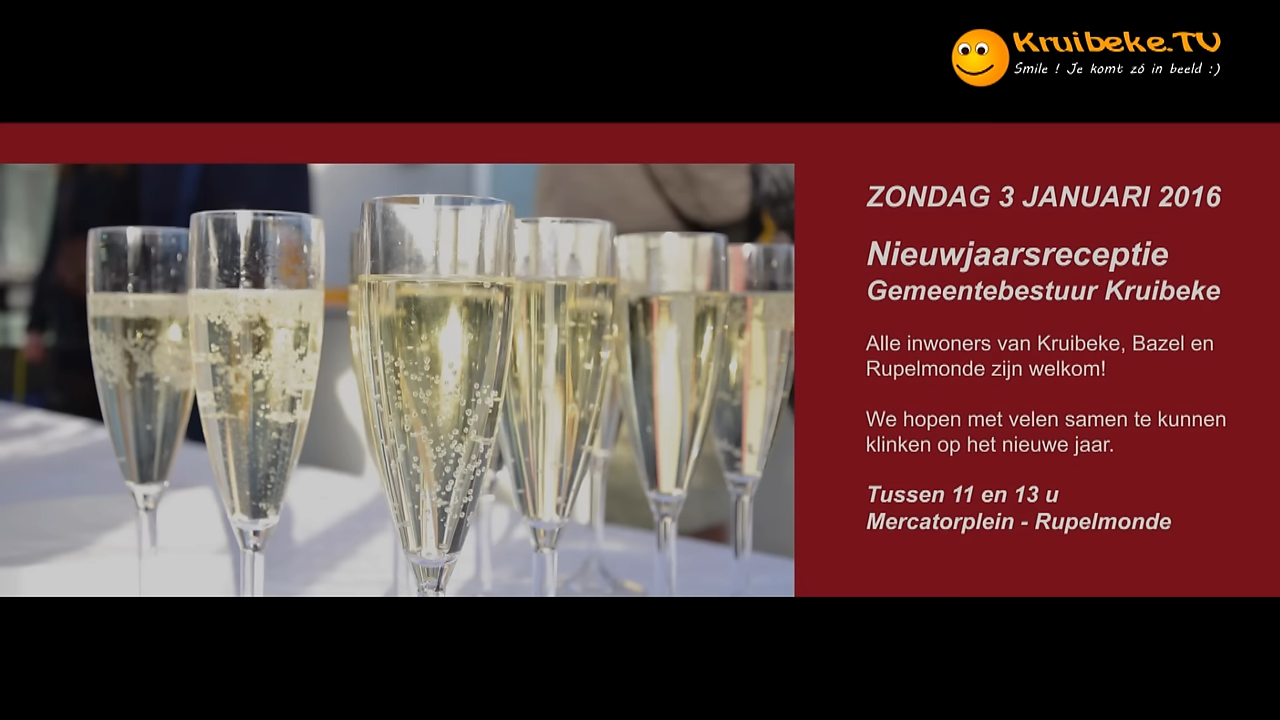 Kruibeke.TV
Smile ! Je komt zó in beeld :)
ZONDAG 3 JANUARI 2016
Nieuwjaarsreceptie
Gemeentebestuur Kruibeke
Alle inwoners van Kruibeke, Bazel en
Rupelmonde zijn welkom!
We hopen met velen samen te kunnen
klinken op het nieuwe jaar.
Tussen 11 en 13 u
Mercatorplein - Rupelmonde